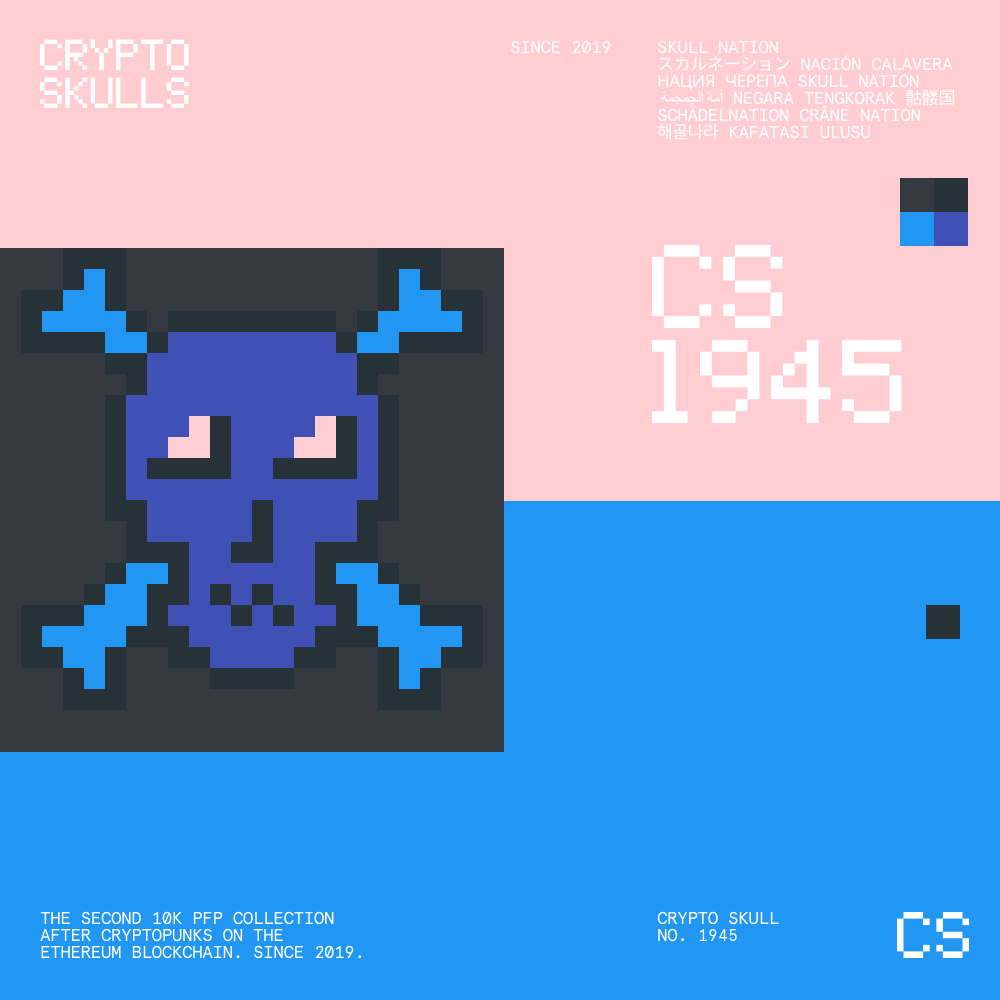 CRYPTO
SKULLS
SINCE 2019
SKULL NATION
スカルネーション NACIÓN CALAVERA
НАЦИЯ ЧЕРЕПА SKULL NATION
أمة الجمجمة NEGARA TENGKORAK 骷髏国
SCHÄDELNATION CRÂNE NATION
해골나라 KAFATASI ULUSU
CS
1945
THE SECOND 10K PFP COLLECTION
AFTER CRYPTOPUNKS ON THE
ETHEREUM BLOCKCHAIN. SINCE 2019.
CRYPTO SKULL
NO. 1945
CS